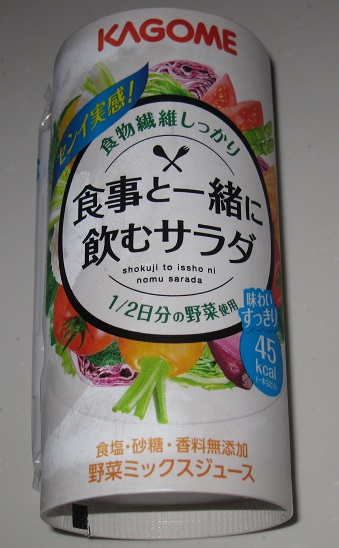 KAGOME
センイ実感!
食物繊維しっかり
食事と一緒に
飲むサラダ
shokuji to issho ni
nomu sarada
1/2日分の野菜使用
味わい
すっきり
45
kcal
食塩・砂糖・香料無添加
野菜ミックスジュース